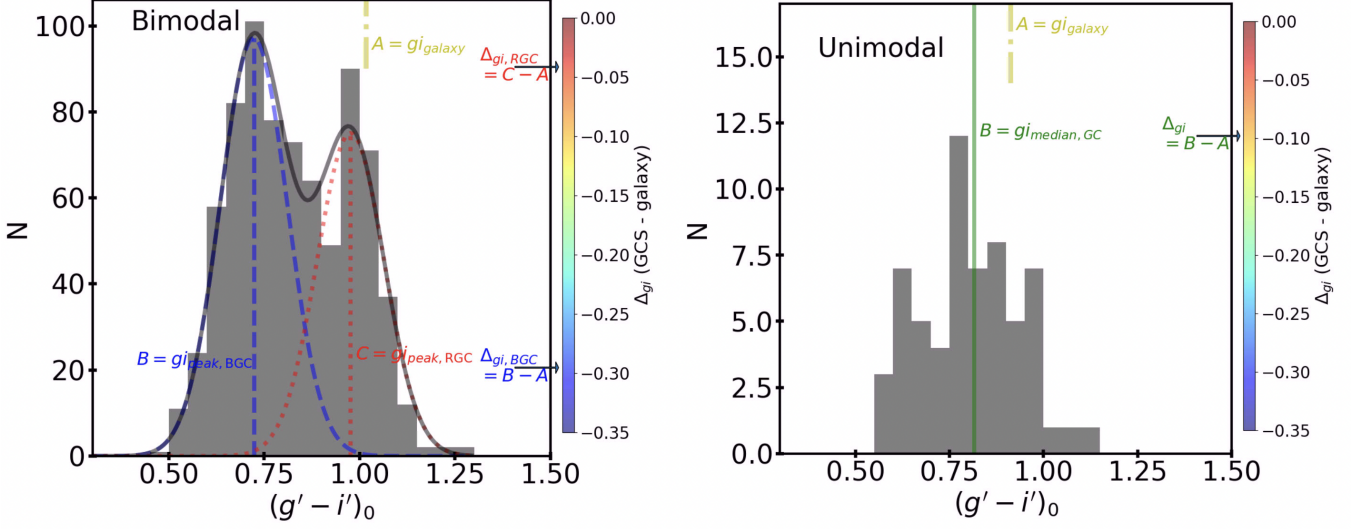 Bimodal
A = gi_galaxy
Δ_gi,RGC
= C − A
B = gi_peak,BGC
C = gi_peak,RGC
Δ_gi,BGC
= B − A
N
100
80
60
40
20
0
0.50 0.75 1.00 1.25 1.50
(g′ − i′)₀
0.00
−0.05
−0.10
−0.15
−0.20
−0.25
−0.30
−0.35
Δ_gi (GCS - galaxy)
Unimodal
A = gi_galaxy
B = gi_median,GC
Δ_gi
= B − A
N
15.0
12.5
10.0
7.5
5.0
2.5
0.0
0.50 0.75 1.00 1.25 1.50
(g′ − i′)₀
0.00
−0.05
−0.10
−0.15
−0.20
−0.25
−0.30
−0.35
Δ_gi (GCS - galaxy)